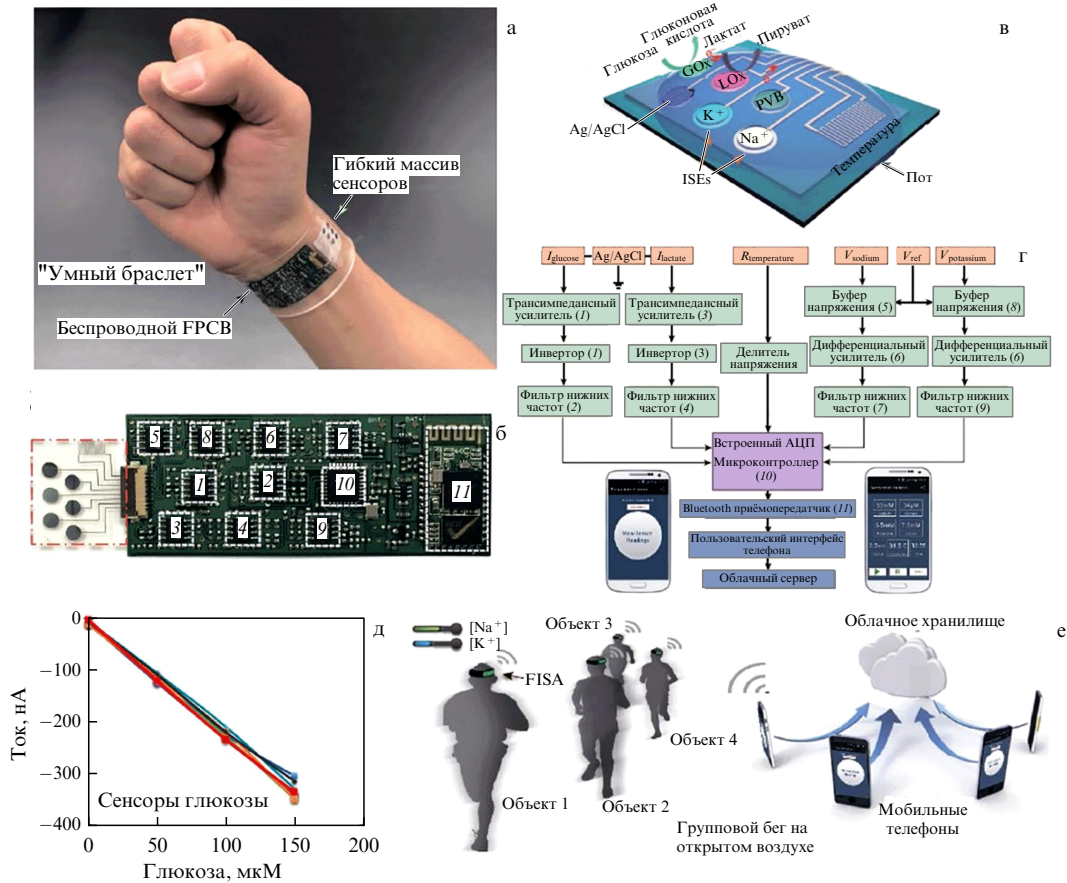 а
Гибкий массив
сенсоров
"Умный браслет"
Беспроводной FPCB
в
Глюконовая
кислота
Глюкоза
Лактат
Пируват
GOx
LOx
PVB
K+
Na+
Ag/AgCl
ISEs
Температура
Пот
б
5
8
6
7
1
2
10
11
3
4
9
г
Iglucose
Ag/AgCl
Ilactate
Rtemperature
Vsodium
Vref
Vpotassium
Трансимпедансный
усилитель (1)
Трансимпедансный
усилитель (3)
Буфер
напряжения (5)
Буфер
напряжения (8)
Инвертор (1)
Инвертор (3)
Делитель
напряжения
Дифференциальный
усилитель (6)
Дифференциальный
усилитель (6)
Фильтр нижних
частот (2)
Фильтр нижних
частот (4)
Фильтр нижних
частот (7)
Фильтр нижних
частот (9)
Встроенный АЦП
Микроконтроллер
(10)
Bluetooth приёмопередатчик (11)
Пользовательский интерфейс
телефона
Облачный сервер
д
0
−100
−200
−300
−400
Ток, нА
Сенсоры глюкозы
0
50
100
150
200
Глюкоза, мкМ
е
[Na+]
[K+]
FISA
Объект 3
Объект 4
Объект 1
Объект 2
Облачное хранилище
Мобильные
телефоны
Групповой бег на
открытом воздухе